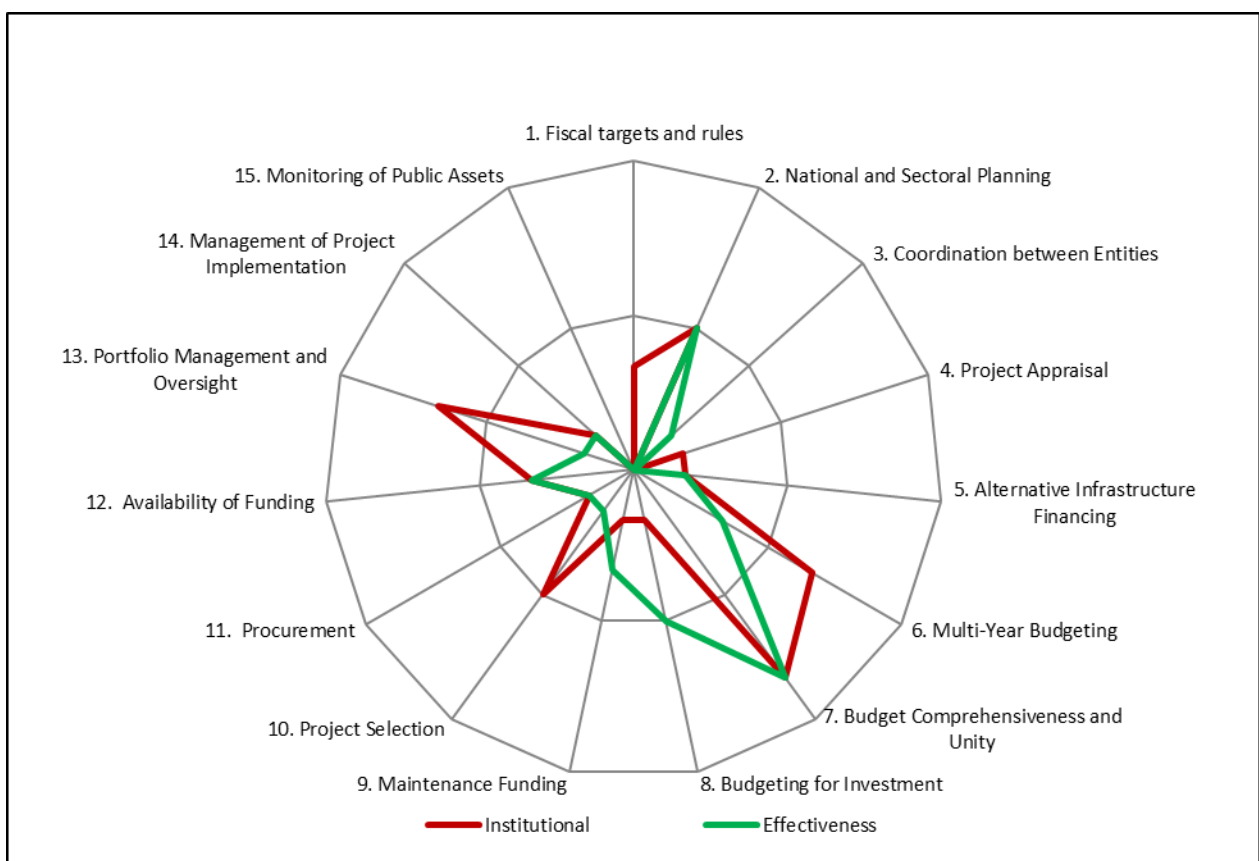 1. Fiscal targets and rules
2. National and Sectoral Planning
3. Coordination between Entities
4. Project Appraisal
5. Alternative Infrastructure
Financing
6. Multi-Year Budgeting
7. Budget Comprehensiveness and
Unity
8. Budgeting for Investment
9. Maintenance Funding
10. Project Selection
11. Procurement
12. Availability of Funding
13. Portfolio Management and
Oversight
14. Management of Project
Implementation
15. Monitoring of Public Assets
Institutional
Effectiveness